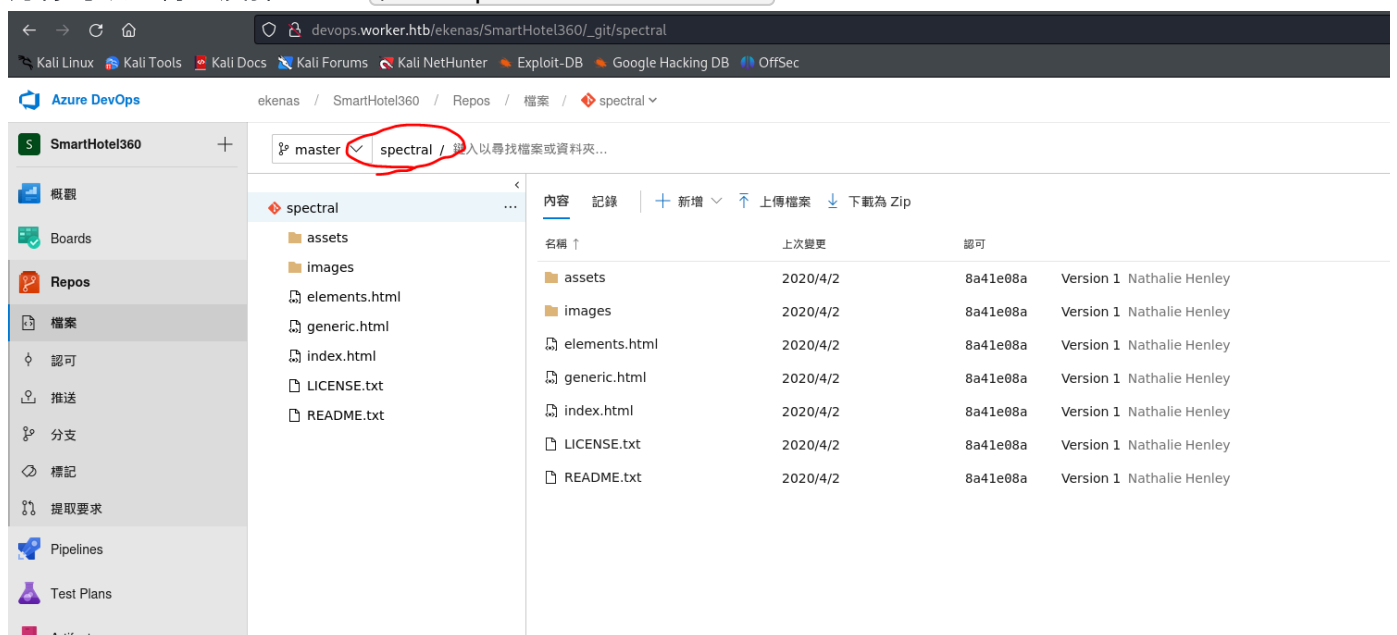 devops.worker.htb/ekenas/SmartHotel360/_git/spectral
Kali Linux Kali Tools Kali Docs Kali Forums Kali NetHunter Exploit-DB Google Hacking DB OffSec
Azure DevOps
ekenas / SmartHotel360 / Repos / 檔案 / spectral
S SmartHotel360
master spectral / 鍵入以尋找檔案或資料夾...
概觀
Boards
Repos
檔案
認可
推送
分支
標記
提取要求
Pipelines
Test Plans
spectral ...
assets
images
elements.html
generic.html
index.html
LICENSE.txt
README.txt
內容 記錄 新增 上傳檔案 下載為 Zip
名稱 ↑ 上次變更 認可
assets 2020/4/2 8a41e08a Version 1 Nathalie Henley
images 2020/4/2 8a41e08a Version 1 Nathalie Henley
elements.html 2020/4/2 8a41e08a Version 1 Nathalie Henley
generic.html 2020/4/2 8a41e08a Version 1 Nathalie Henley
index.html 2020/4/2 8a41e08a Version 1 Nathalie Henley
LICENSE.txt 2020/4/2 8a41e08a Version 1 Nathalie Henley
README.txt 2020/4/2 8a41e08a Version 1 Nathalie Henley